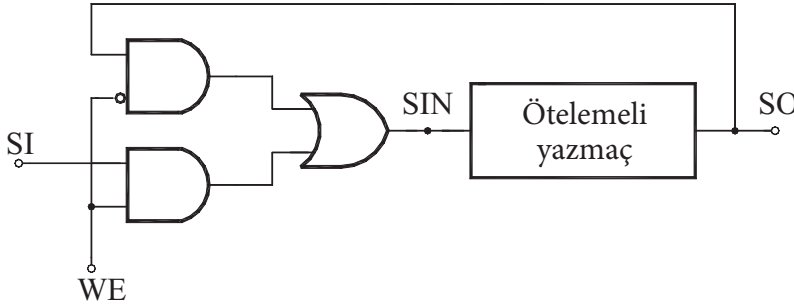 SIN
Ötelemeli
yazmaç
SO
SI
WE